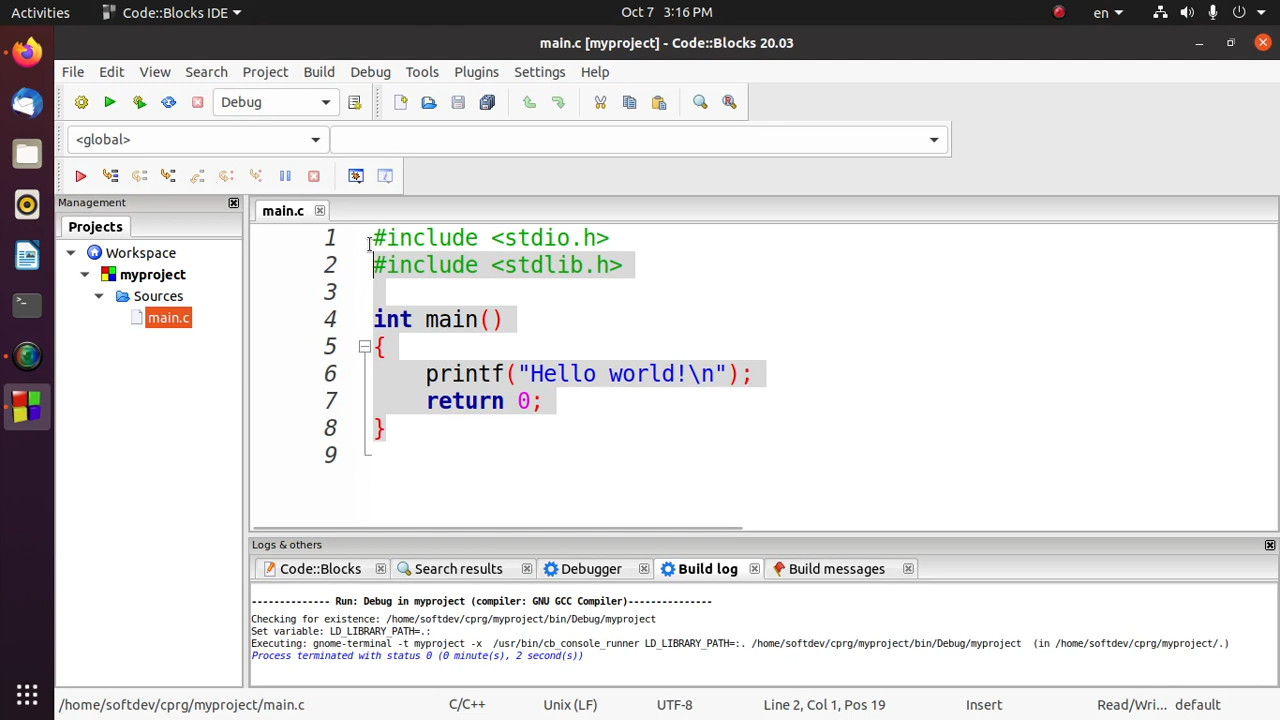 Activities Code::Blocks IDE Oct 7 3:16 PM en
main.c [myproject] - Code::Blocks 20.03
File Edit View Search Project Build Debug Tools Plugins Settings Help
Debug
<global>
Management
Projects
Workspace
myproject
Sources
main.c
main.c
1 #include <stdio.h>
2 #include <stdlib.h>
3
4 int main()
5 {
6 printf("Hello world!\n");
7 return 0;
8 }
9
Logs & others
Code::Blocks Search results Debugger Build log Build messages
-------------- Run: Debug in myproject (compiler: GNU GCC Compiler)---------------
Checking for existence: /home/softdev/cprg/myproject/bin/Debug/myproject
Set variable: LD_LIBRARY_PATH=.:
Executing: gnome-terminal -t myproject -x /usr/bin/cb_console_runner LD_LIBRARY_PATH=:. /home/softdev/cprg/myproject/bin/Debug/myproject (in /home/softdev/cprg/myproject/.)
Process terminated with status 0 (0 minute(s), 2 second(s))
/home/softdev/cprg/myproject/main.c C/C++ Unix (LF) UTF-8 Line 2, Col 1, Pos 19 Insert Read/Wri... default